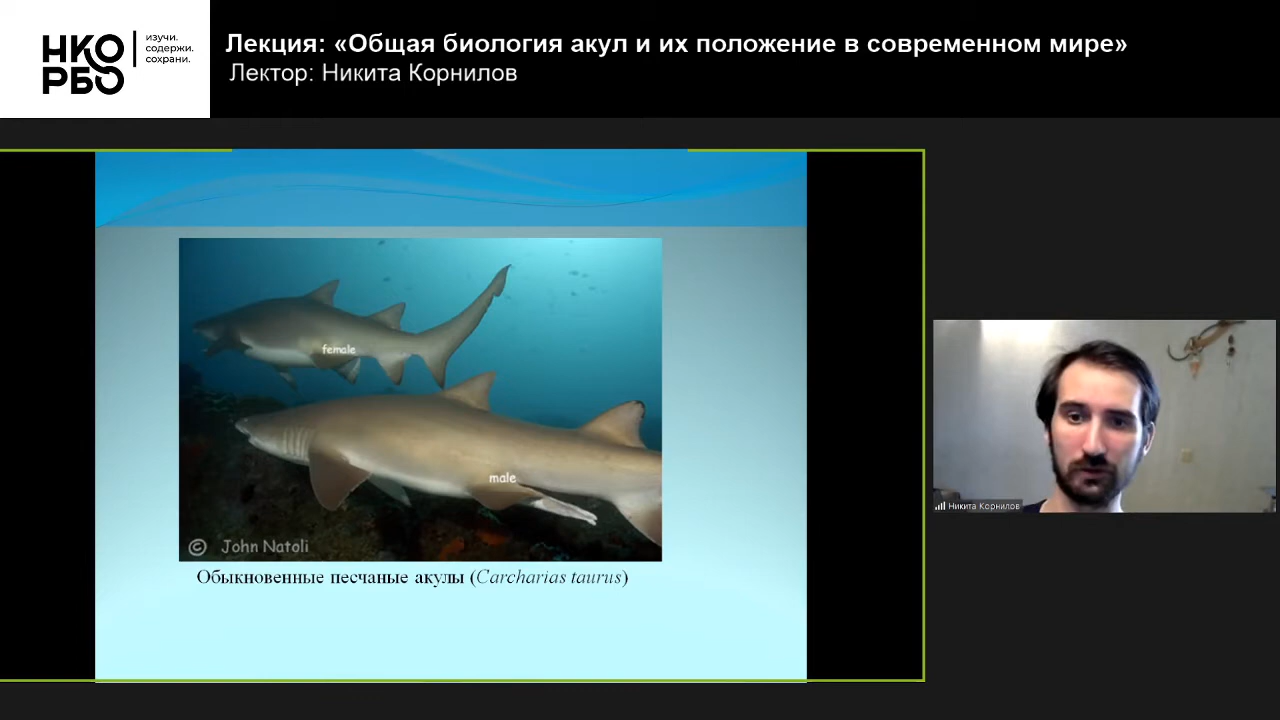 НКО
РБО
изучи.
содержи.
сохрани.
Лекция: «Общая биология акул и их положение в современном мире»
Лектор: Никита Корнилов
female
male
© John Natoli
Обыкновенные песчаные акулы (Carcharias taurus)
Никита Корнилов